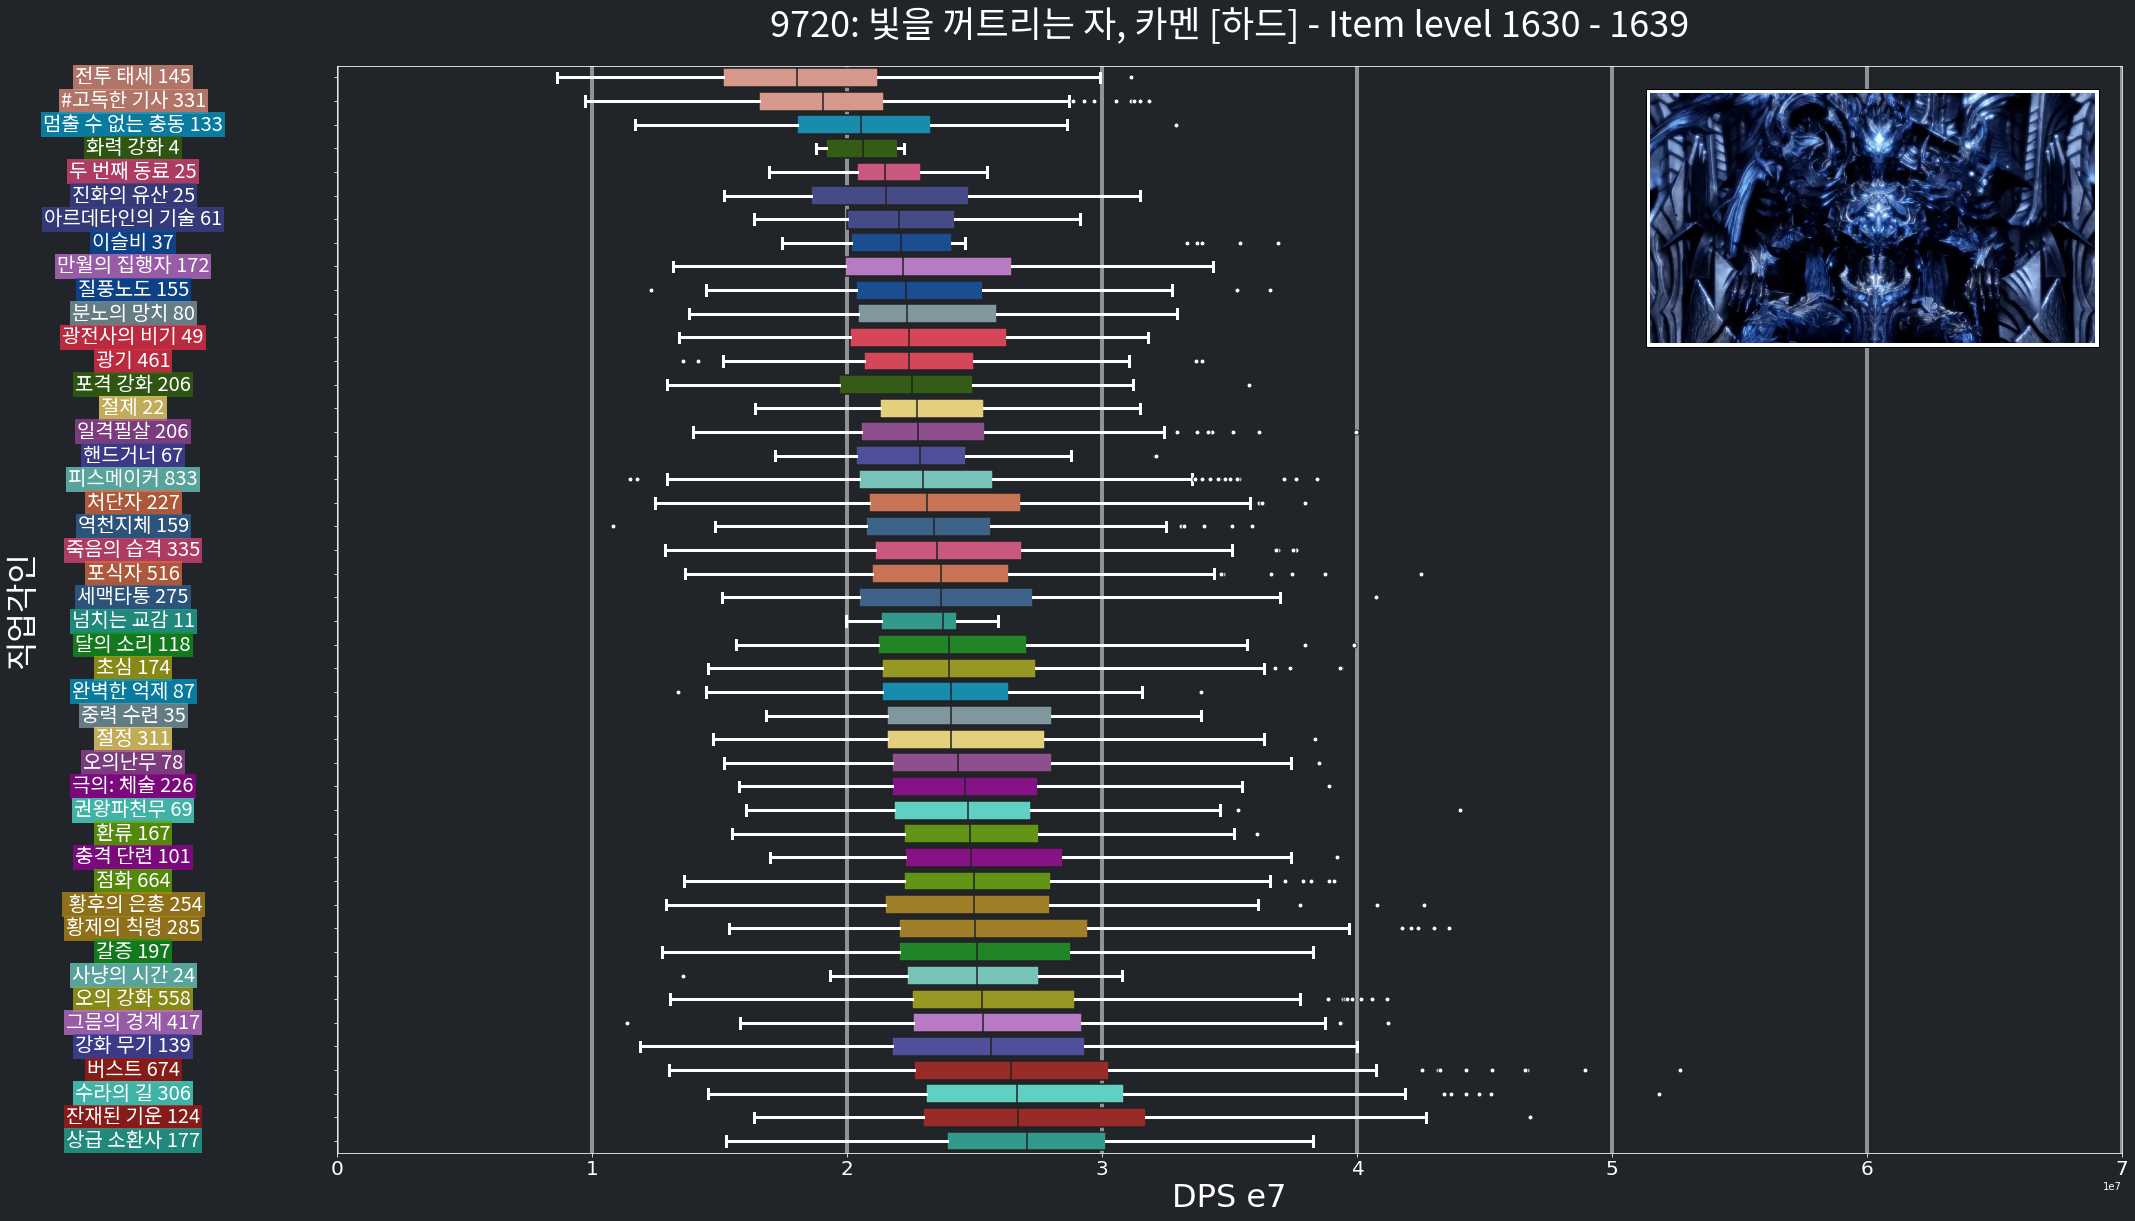 9720: 빛을 꺼트리는 자, 카멘 [하드] - Item level 1630 - 1639
직업각인
전투 태세 145
#고독한 기사 331
멈출 수 없는 충동 133
화력 강화 4
두 번째 동료 25
진화의 유산 25
아르데타인의 기술 61
이슬비 37
만월의 집행자 172
질풍노도 155
분노의 망치 80
광전사의 비기 49
광기 461
포격 강화 206
절제 22
일격필살 206
핸드거너 67
피스메이커 833
처단자 227
역천지체 159
죽음의 습격 335
포식자 516
세맥타통 275
넘치는 교감 11
달의 소리 118
초심 174
완벽한 억제 87
중력 수련 35
절정 311
오의난무 78
극의: 체술 226
권왕파천무 69
환류 167
충격 단련 101
점화 664
황후의 은총 254
황제의 칙령 285
갈증 197
사냥의 시간 24
오의 강화 558
그믐의 경계 417
강화 무기 139
버스트 674
수라의 길 306
잔재된 기운 124
상급 소환사 177
0 1 2 3 4 5 6 7
1e7
DPS e7